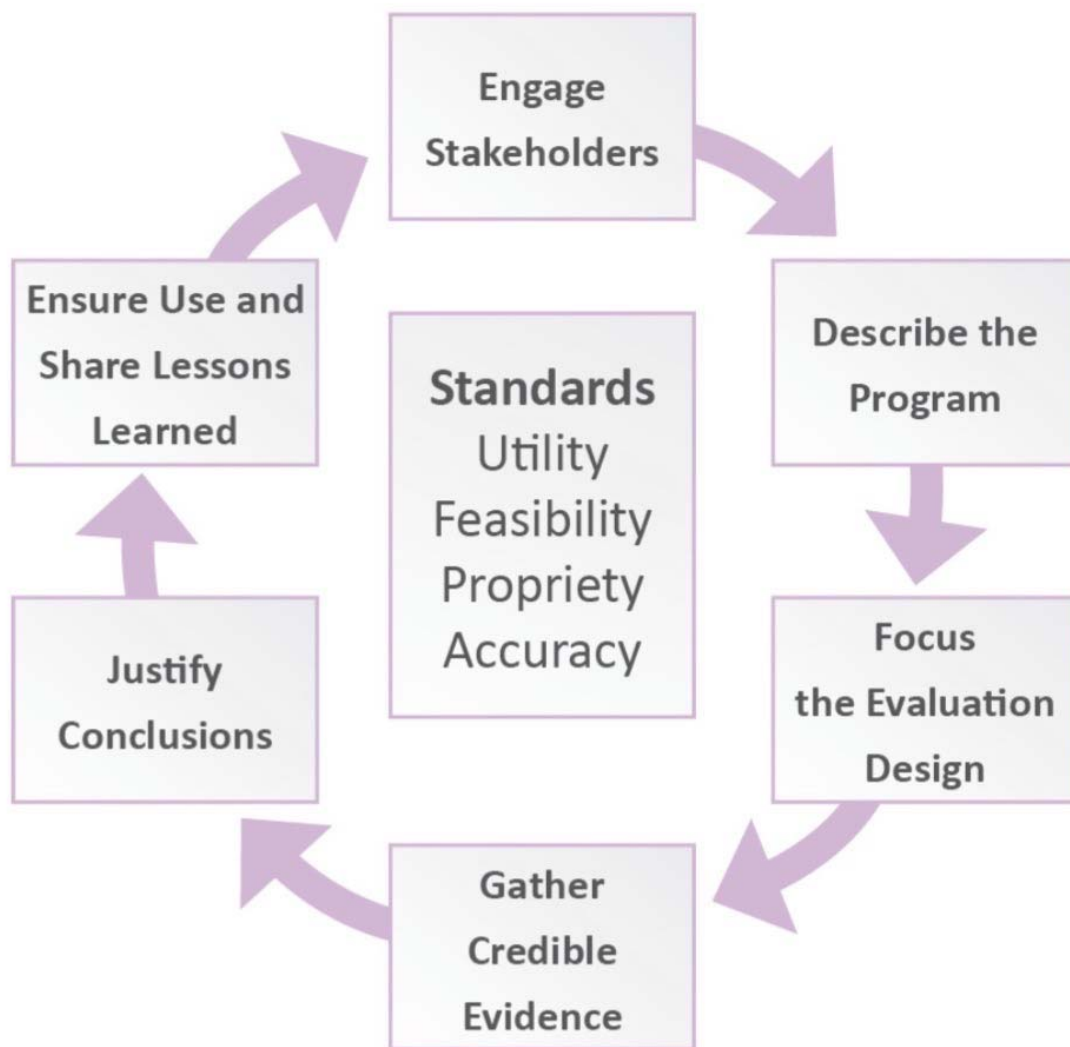 Engage
Stakeholders
Describe the
Program
Focus
the Evaluation
Design
Gather
Credible
Evidence
Justify
Conclusions
Ensure Use and
Share Lessons
Learned
Standards
Utility
Feasibility
Propriety
Accuracy